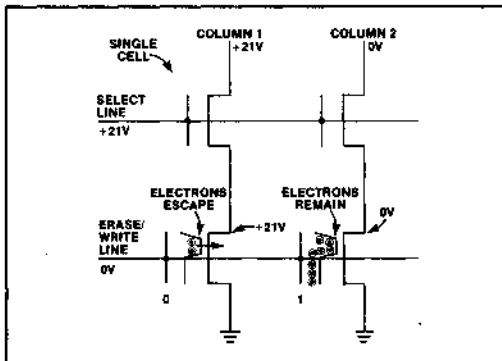 COLUMN 1
+21V
COLUMN 2
0V
SINGLE
CELL
SELECT
LINE
+21V
ELECTRONS
ESCAPE
ELECTRONS
REMAIN
ERASE/
WRITE
LINE
0V
+21V
0V
0
1